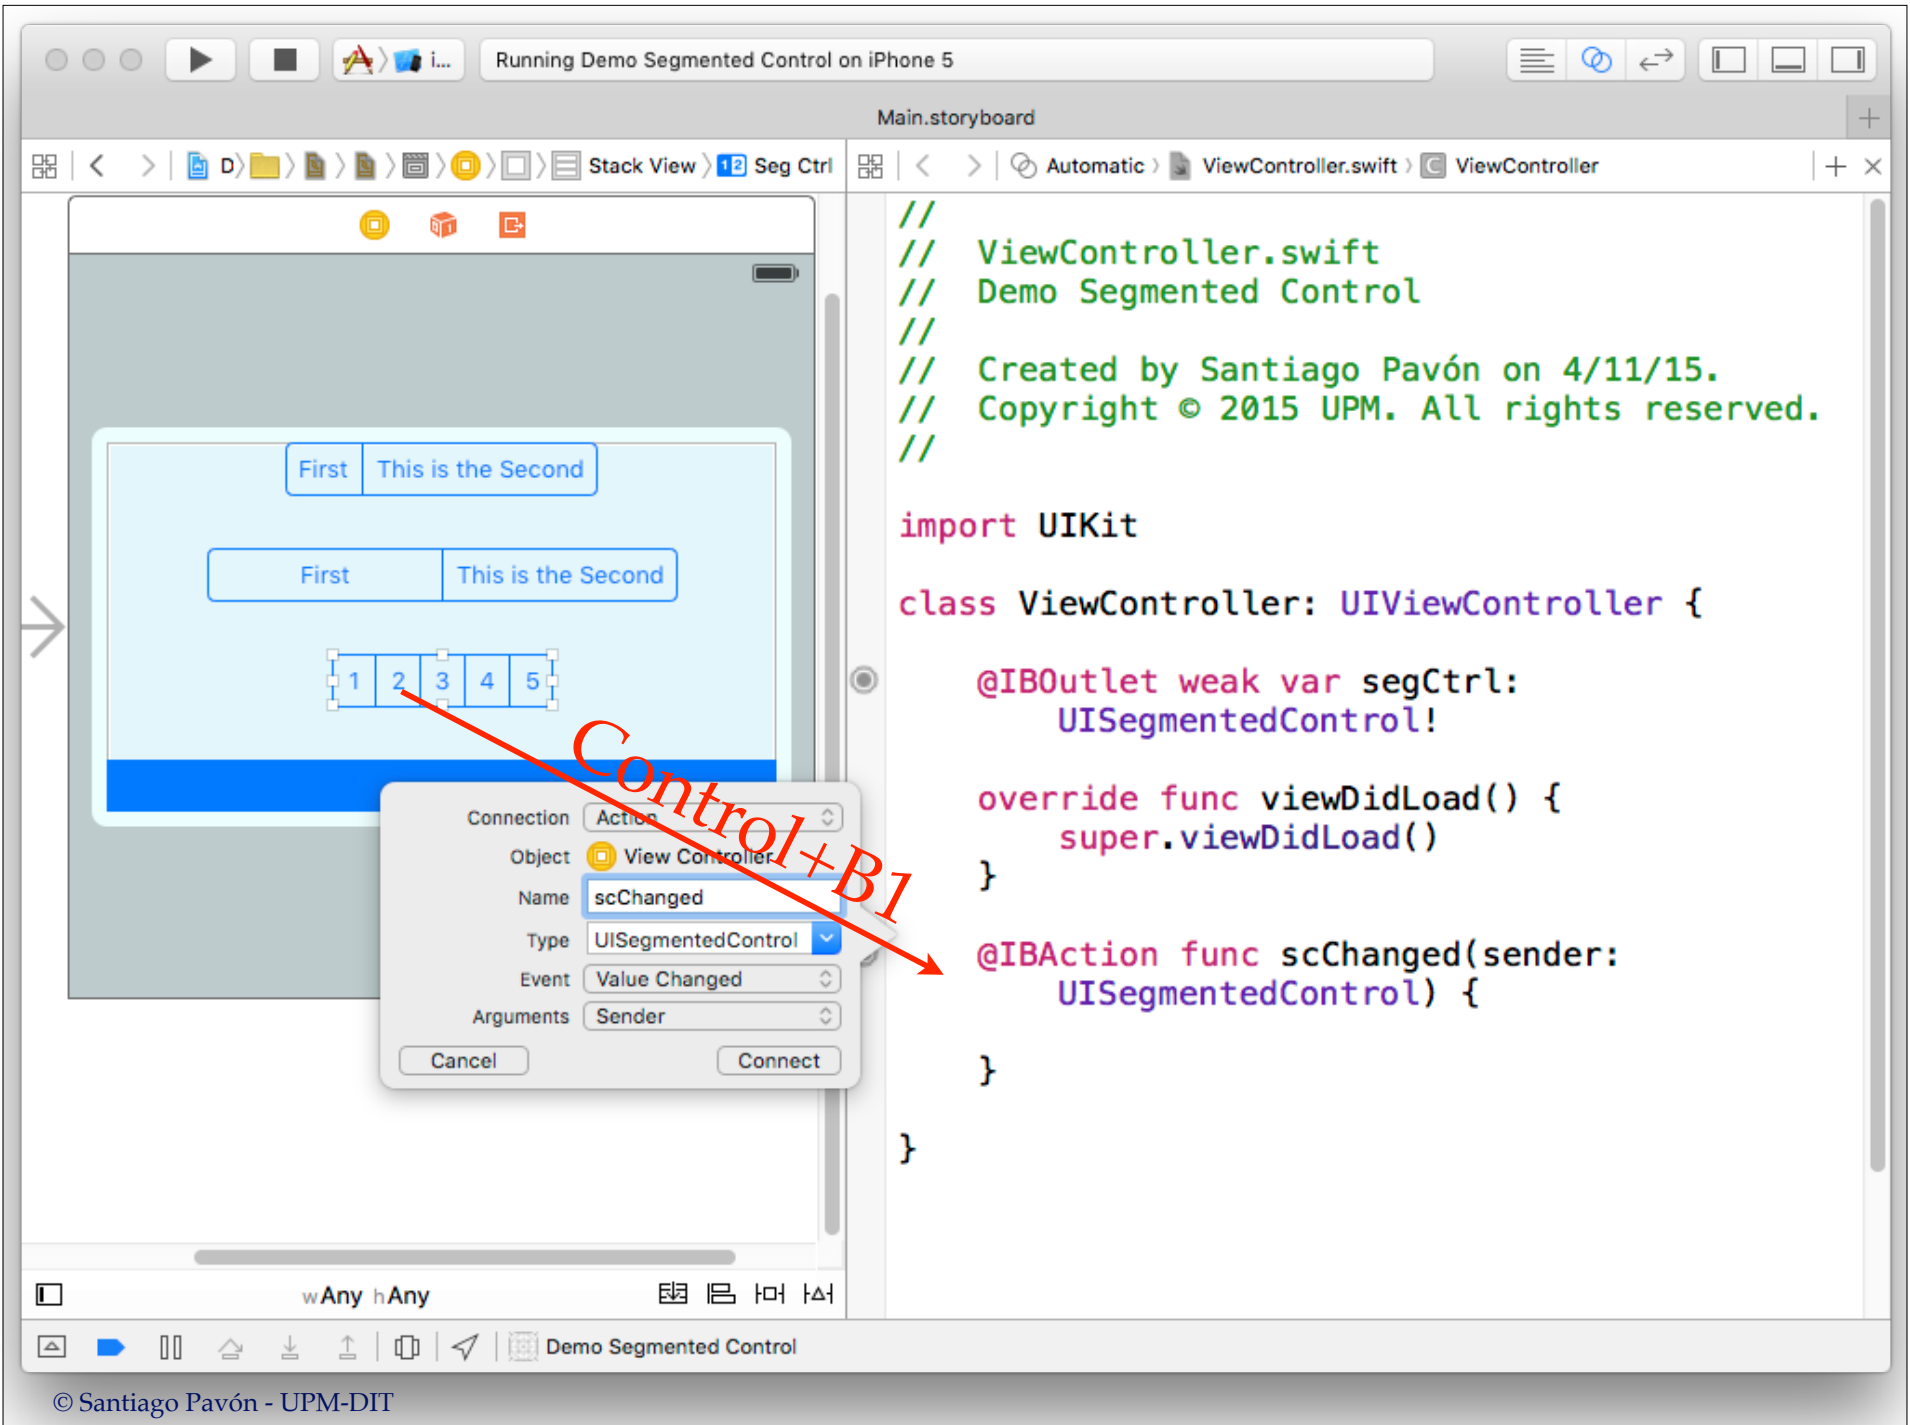 i... Running Demo Segmented Control on iPhone 5
Main.storyboard
D Stack View 12 Seg Ctrl
Automatic ViewController.swift C ViewController
First This is the Second
First This is the Second
1 2 3 4 5
Control+B1
Connection Action
Object View Controller
Name scChanged
Type UISegmentedControl
Event Value Changed
Arguments Sender
Cancel Connect
//
// ViewController.swift
// Demo Segmented Control
//
// Created by Santiago Pavón on 4/11/15.
// Copyright © 2015 UPM. All rights reserved.
//
import UIKit
class ViewController: UIViewController {
@IBOutlet weak var segCtrl:
UISegmentedControl!
override func viewDidLoad() {
super.viewDidLoad()
}
@IBAction func scChanged(sender:
UISegmentedControl) {
}
}
wAny hAny
Demo Segmented Control
© Santiago Pavón - UPM-DIT